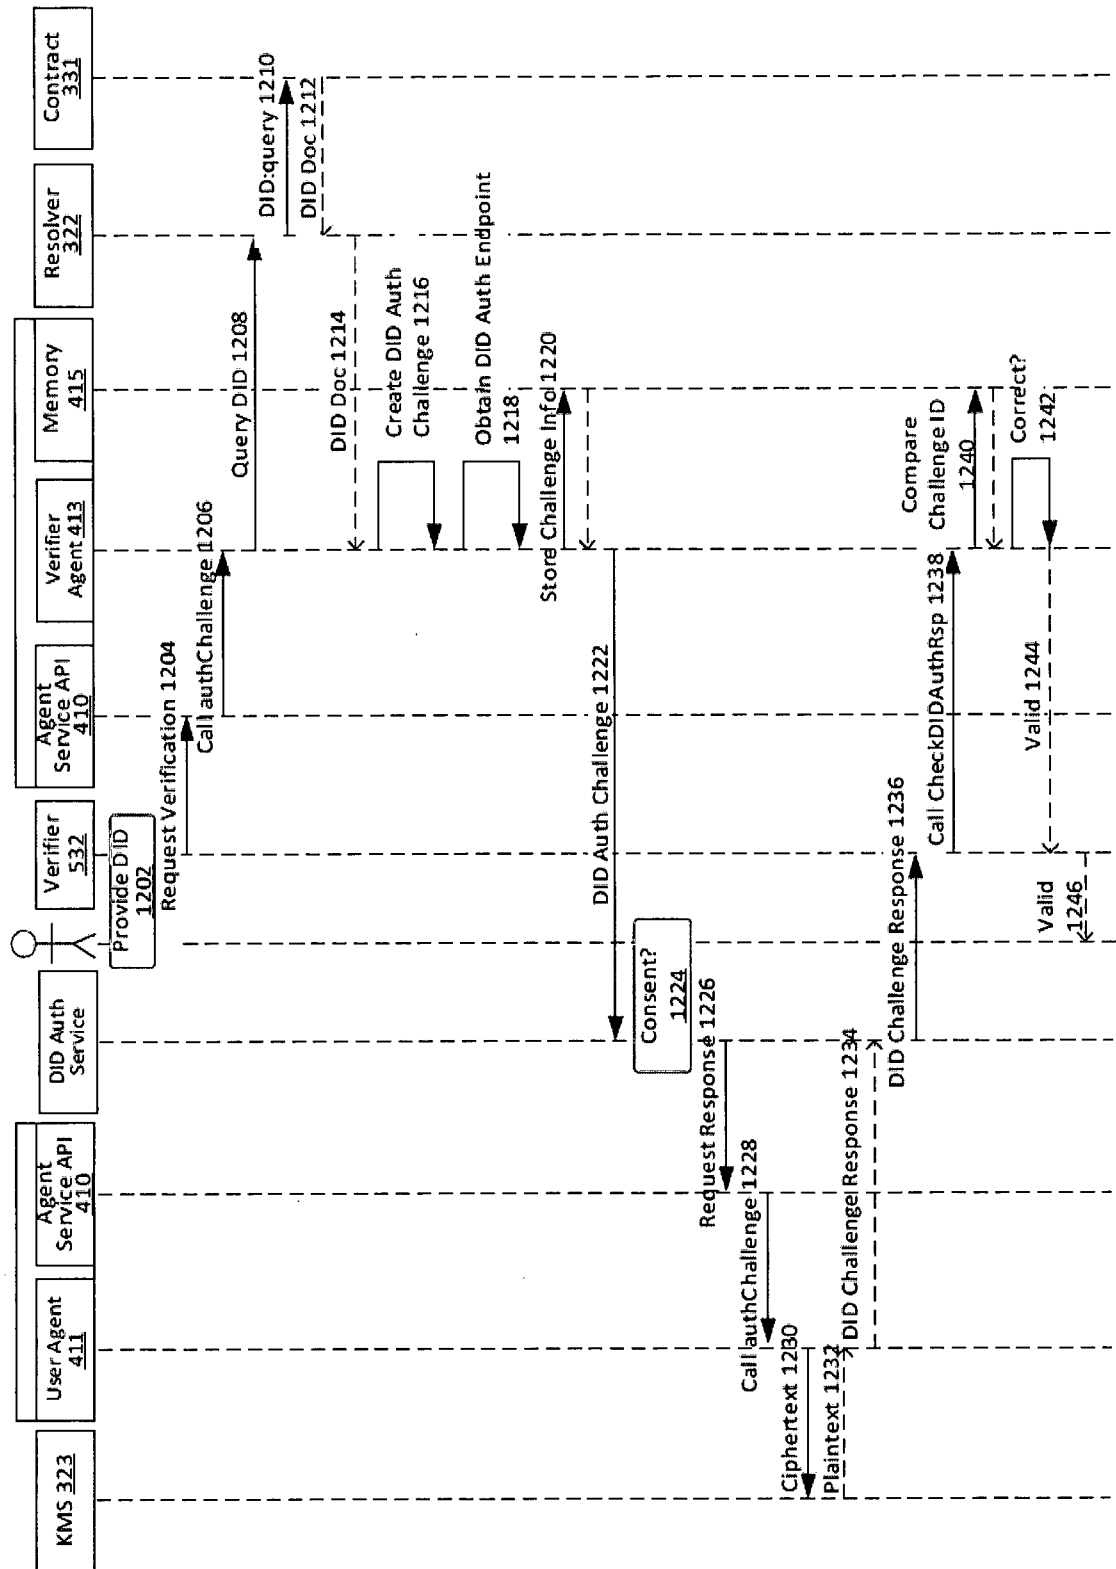 KMS 323
User Agent
411
Agent
Service API
410
DID Auth
Service
Verifier
532
Agent
Service API
410
Verifier
Agent 413
Memory
415
Resolver
322
Contract
331
Provide DID
1202
Request Verification 1204
Call authChallenge 1206
Query DID 1208
DID:query 1210
DID Doc 1212
DID Doc 1214
Create DID Auth
Challenge 1216
Obtain DID Auth Endpoint
1218
Store Challenge Info 1220
DID Auth Challenge 1222
Consent?
1224
Request Response 1226
Call authChallenge 1228
Ciphertext 1230
Plaintext 1232
DID Challenge Response 1234
DID Challenge Response 1236
Call CheckDIDAuthRsp 1238
Compare
Challenge ID
1240
Correct?
1242
Valid 1244
Valid
1246